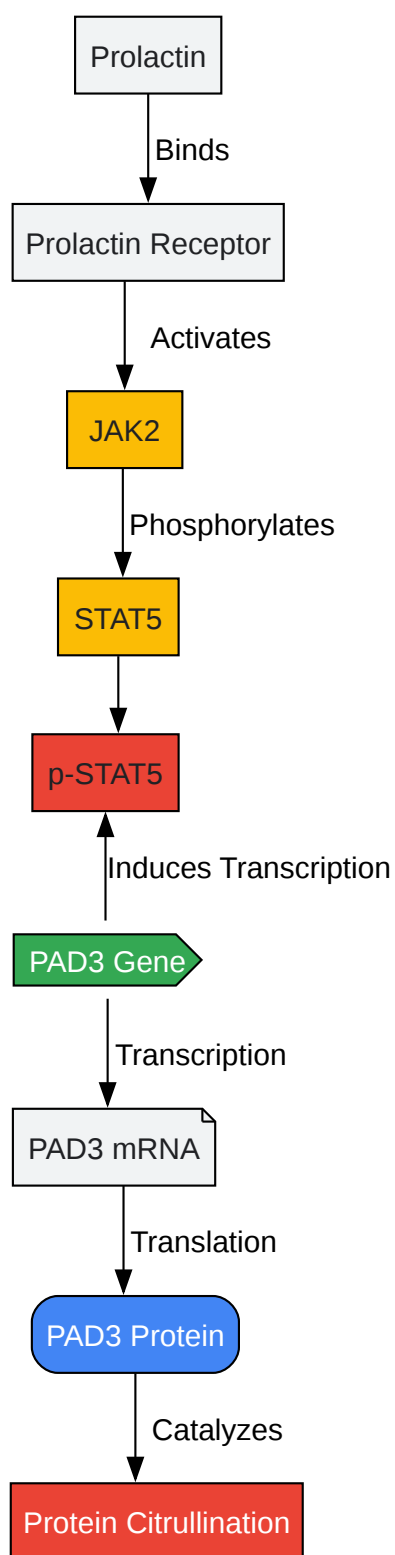 Prolactin
Binds
Prolactin Receptor
Activates
JAK2
Phosphorylates
STAT5
p-STAT5
Induces Transcription
PAD3 Gene
Transcription
PAD3 mRNA
Translation
PAD3 Protein
Catalyzes
Protein Citrullination